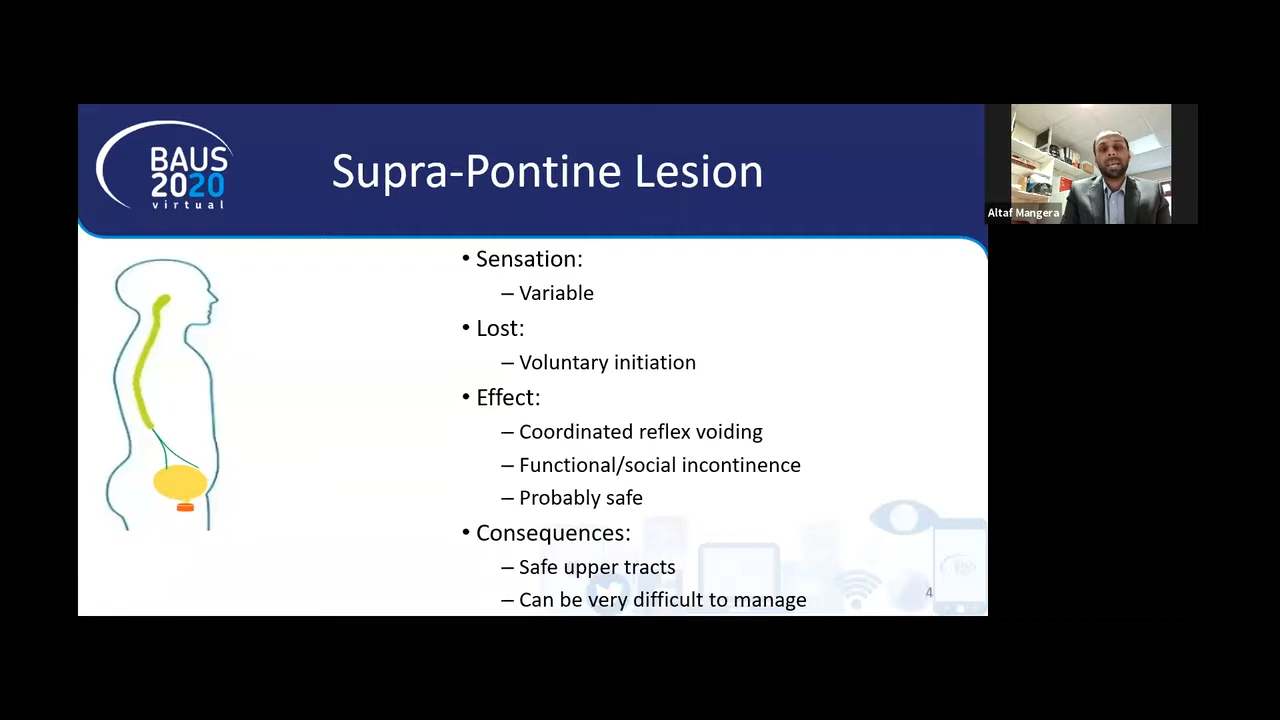 BAUS
2020
virtual
Supra-Pontine Lesion
Altaf Mangera
• Sensation:
– Variable
• Lost:
– Voluntary initiation
• Effect:
– Coordinated reflex voiding
– Functional/social incontinence
– Probably safe
• Consequences:
– Safe upper tracts
– Can be very difficult to manage
4